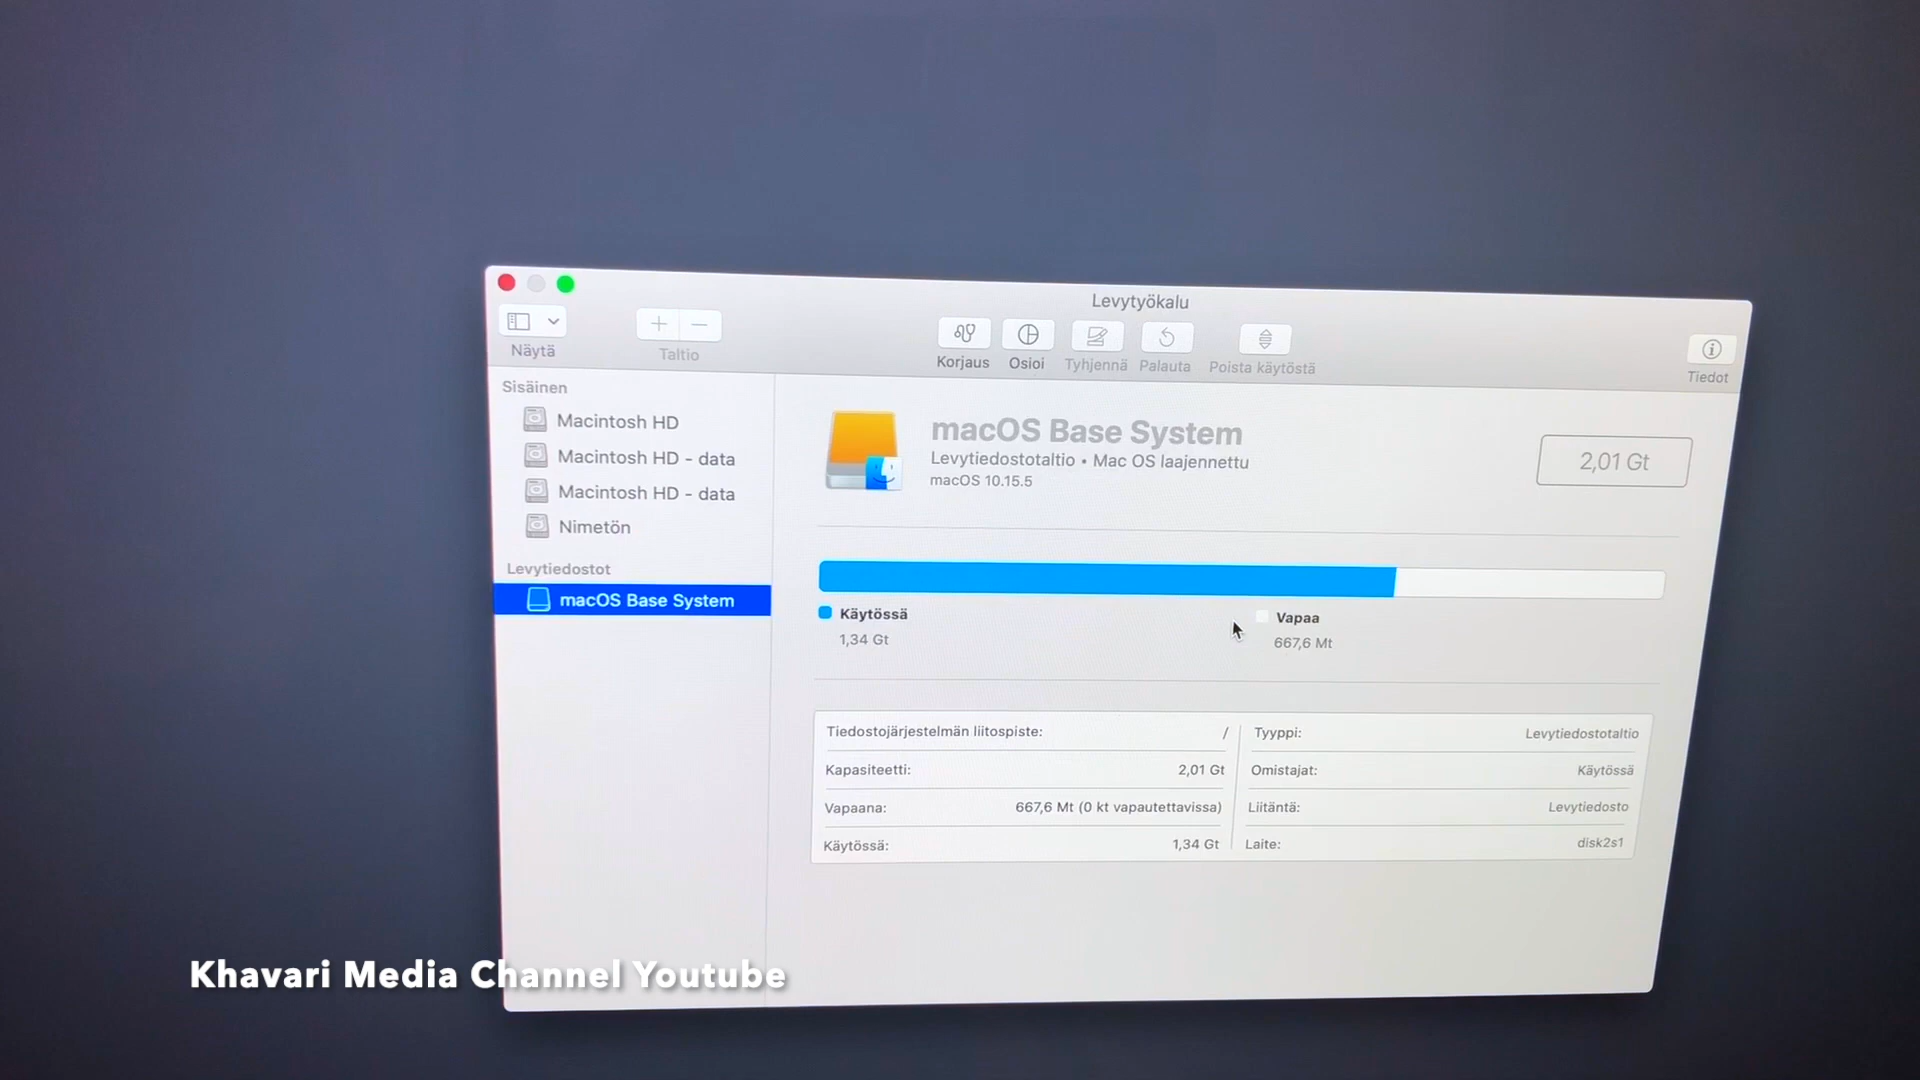 Levytyökalu
Näytä
Taltio
Korjaus
Osioi
Tyhjennä
Palauta
Poista käytöstä
Tiedot
Sisäinen
Macintosh HD
Macintosh HD - data
Macintosh HD - data
Nimetön
Levytiedostot
macOS Base System
macOS Base System
Levytiedostotaltio • Mac OS laajennettu
macOS 10.15.5
2,01 Gt
Käytössä
1,34 Gt
Vapaa
667,6 Mt
Tiedostojärjestelmän liitospiste: /
Kapasiteetti: 2,01 Gt
Vapaana: 667,6 Mt (0 kt vapautettavissa)
Käytössä: 1,34 Gt
Tyyppi: Levytiedostotaltio
Omistajat: Käytössä
Liitäntä: Levytiedosto
Laite: disk2s1
Khavari Media Channel Youtube